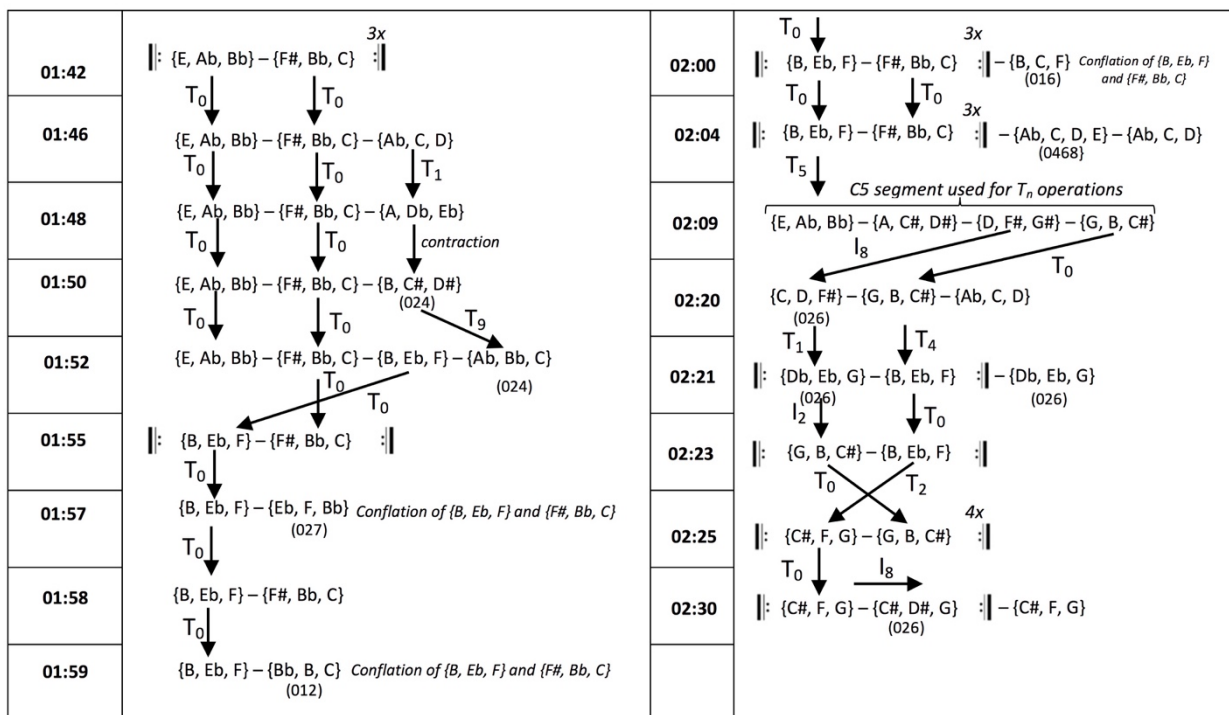 3x
01:42 𝄆 {E, Ab, Bb} – {F#, Bb, C} 𝄇
T0 T0
01:46 {E, Ab, Bb} – {F#, Bb, C} – {Ab, C, D}
T0 T0 T1
01:48 {E, Ab, Bb} – {F#, Bb, C} – {A, Db, Eb}
T0 T0 contraction
01:50 {E, Ab, Bb} – {F#, Bb, C} – {B, C#, D#}
(024)
T0 T0 T9
01:52 {E, Ab, Bb} – {F#, Bb, C} – {B, Eb, F} – {Ab, Bb, C}
(024)
T0
T0
01:55 𝄆 {B, Eb, F} – {F#, Bb, C} 𝄇
T0
01:57 {B, Eb, F} – {Eb, F, Bb} Conflation of {B, Eb, F} and {F#, Bb, C}
(027)
T0
01:58 {B, Eb, F} – {F#, Bb, C}
T0
01:59 {B, Eb, F} – {Bb, B, C} Conflation of {B, Eb, F} and {F#, Bb, C}
(012)
T0
3x
02:00 𝄆 {B, Eb, F} – {F#, Bb, C} 𝄇 – {B, C, F} Conflation of {B, Eb, F}
(016) and {F#, Bb, C}
T0 T0
3x
02:04 𝄆 {B, Eb, F} – {F#, Bb, C} 𝄇 – {Ab, C, D, E} – {Ab, C, D}
(0468}
T5
C5 segment used for Tn operations
02:09 {E, Ab, Bb} – {A, C#, D#} – {D, F#, G#} – {G, B, C#}
I8 T0
02:20 {C, D, F#} – {G, B, C#} – {Ab, C, D}
(026)
T1 T4
02:21 𝄆 {Db, Eb, G} – {B, Eb, F} 𝄇 – {Db, Eb, G}
(026) (026)
I2 T0
02:23 𝄆 {G, B, C#} – {B, Eb, F} 𝄇
T0 T2
4x
02:25 𝄆 {C#, F, G} – {G, B, C#} 𝄇
T0 I8
02:30 𝄆 {C#, F, G} – {C#, D#, G} 𝄇 – {C#, F, G}
(026)